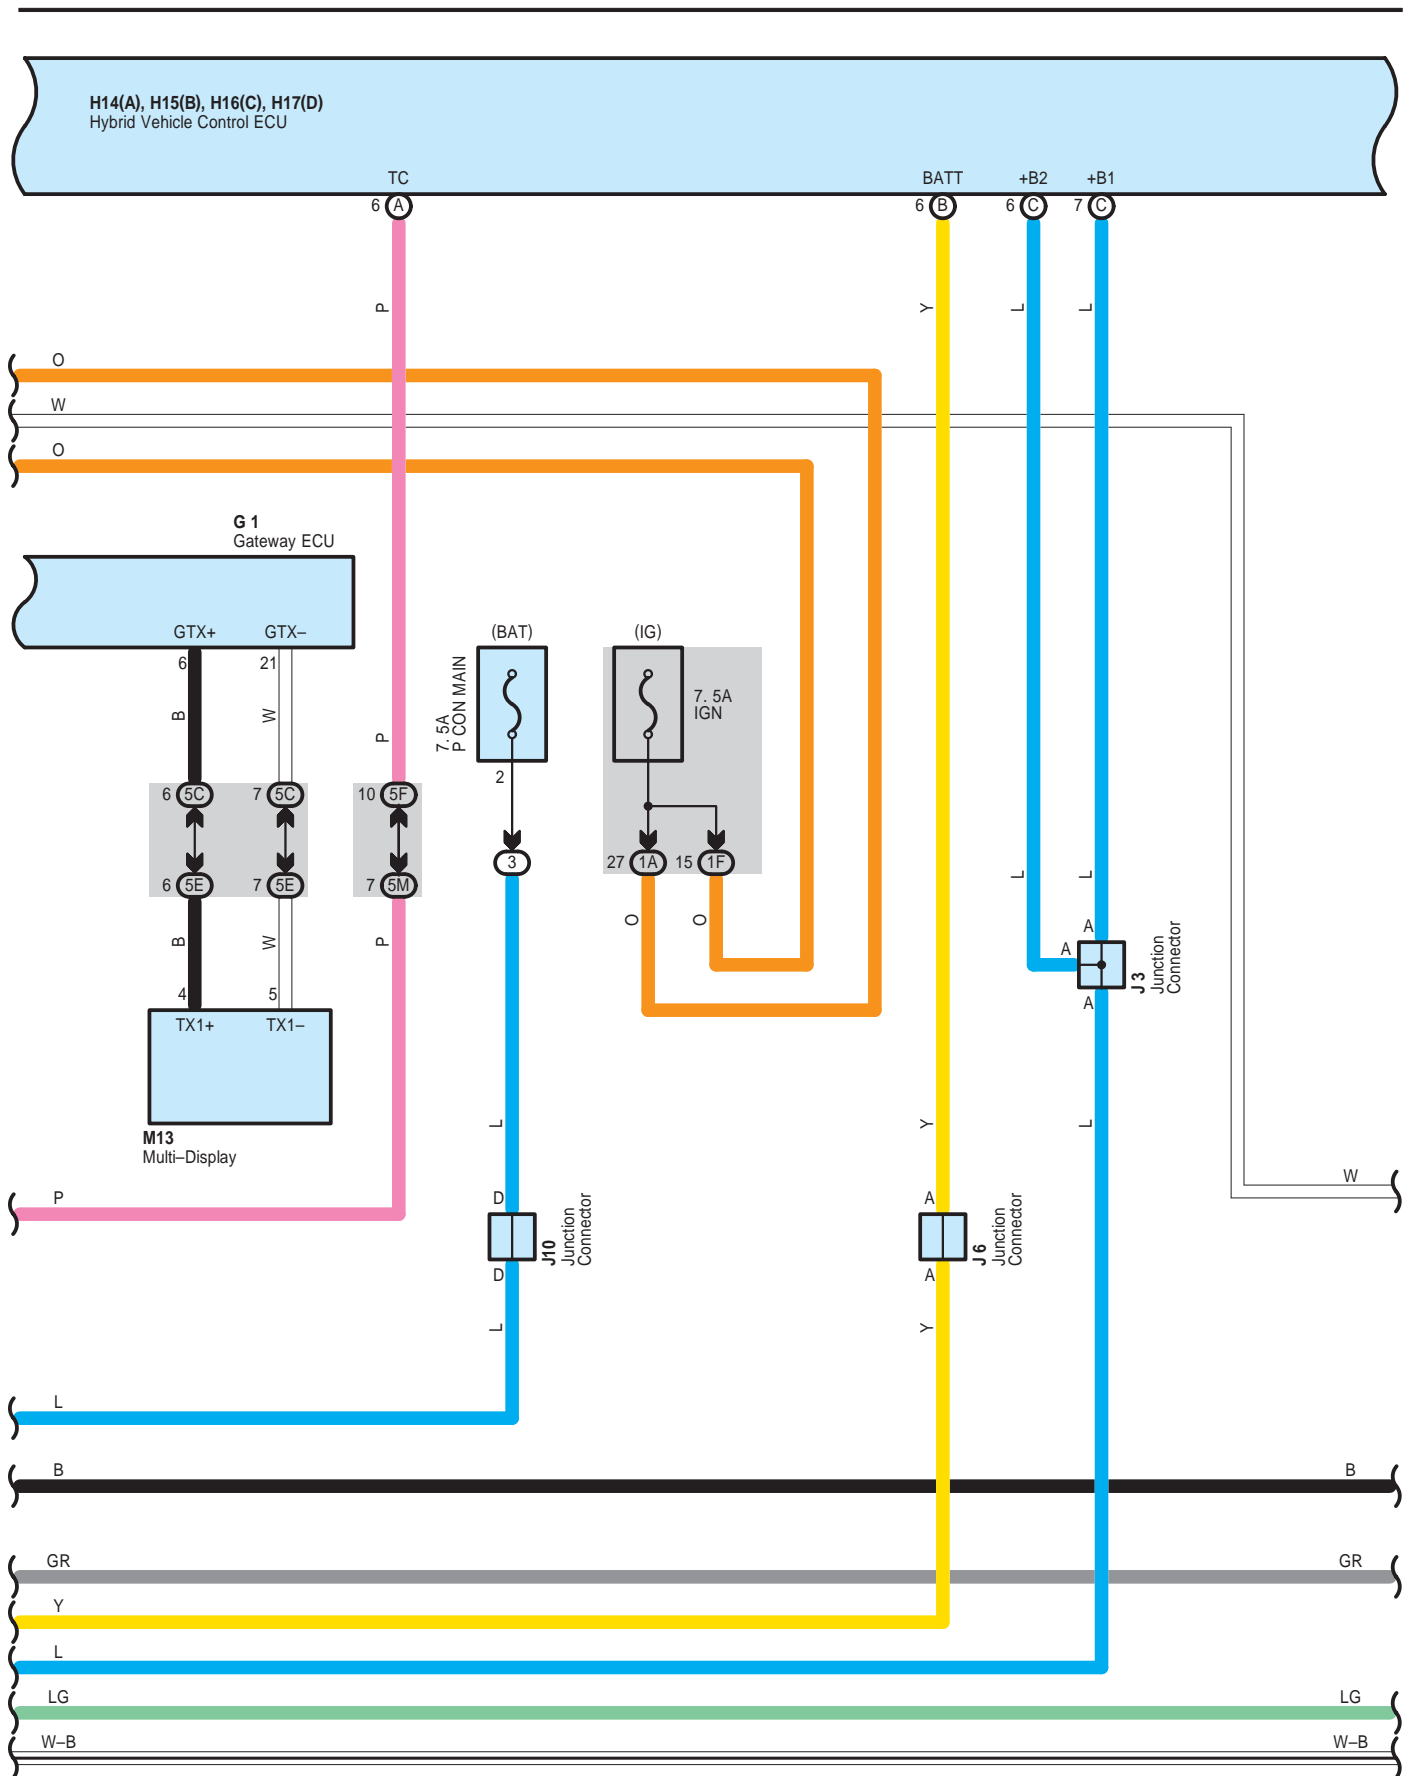 H14(A), H15(B), H16(C), H17(D)
Hybrid Vehicle Control ECU
TC
BATT
+B2
+B1
6 A
6 B
6 C
7 C
P
Y
L
L
O
W
O
G 1
Gateway ECU
GTX+
GTX–
(BAT)
(IG)
6
21
7. 5A
P CON MAIN
7. 5A
IGN
B
W
P
2
6 5C
7 5C
10 5F
3
27 1A
15 1F
L
L
6 5E
7 5E
7 5M
O
O
A
B
W
P
A
J 3
Junction
Connector
4
5
A
TX1+
TX1–
L
Y
L
M13
Multi–Display
W
P
D
J10
Junction
Connector
A
J 6
Junction
Connector
D
A
L
Y
L
B
B
GR
GR
Y
L
LG
LG
W–B
W–B